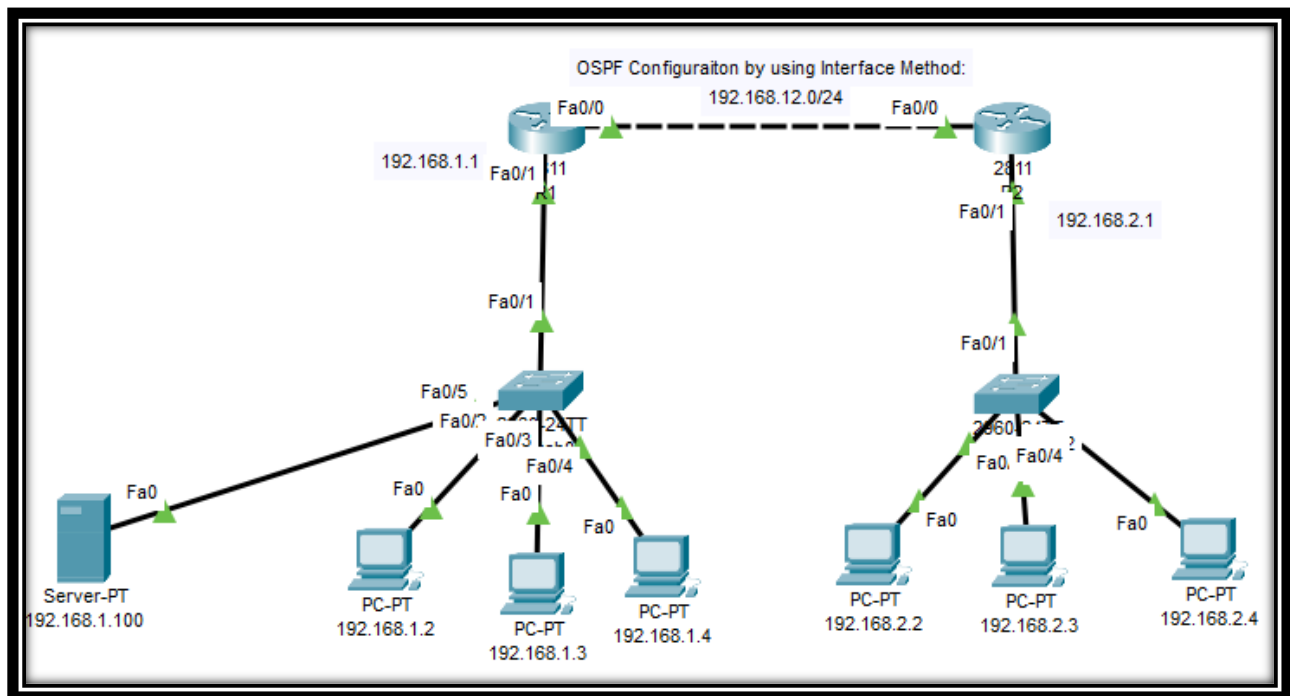 OSPF Configuraiton by using Interface Method:
192.168.12.0/24
Fa0/0
Fa0/0
192.168.1.1
Fa0/1
2811
Fa0/1
192.168.2.1
Fa0/1
Fa0/1
Fa0/5
Fa0/3
Fa0/4
Fa0/4
Fa0
Fa0
Fa0
Fa0
Fa0
Fa0
Server-PT
192.168.1.100
PC-PT
192.168.1.2
PC-PT
192.168.1.3
PC-PT
192.168.1.4
PC-PT
192.168.2.2
PC-PT
192.168.2.3
PC-PT
192.168.2.4